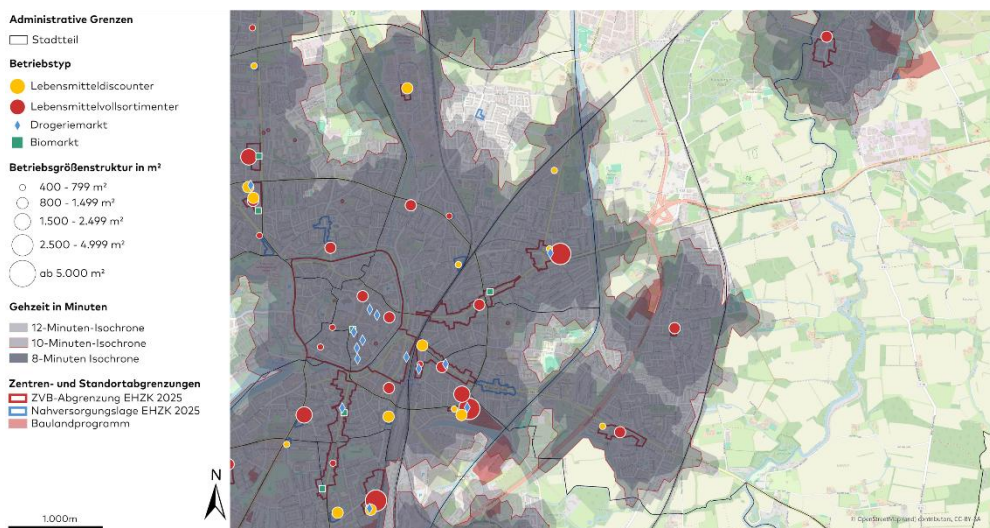 Administrative Grenzen
Stadtteil
Betriebstyp
Lebensmitteldiscounter
Lebensmittelvollsortimenter
Drogeriemarkt
Biomarkt
Betriebsgrößenstruktur in m²
400 - 799 m²
800 - 1.499 m²
1.500 - 2.499 m²
2.500 - 4.999 m²
ab 5.000 m²
Gehzeit in Minuten
12-Minuten-Isochrone
10-Minuten-Isochrone
8-Minuten Isochrone
Zentren- und Standortabgrenzungen
ZVB-Abgrenzung EHZK 2025
Nahversorgungslage EHZK 2025
Baulandprogramm
N
1.000m
© OpenStreetMap contributors, CC-BY-SA